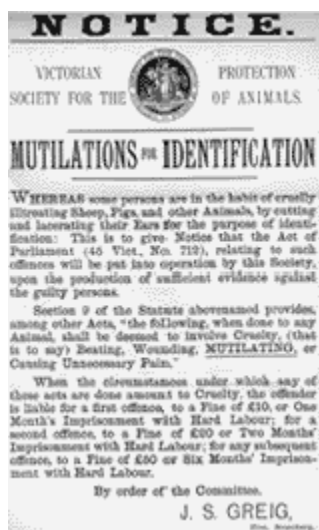 NOTICE.
VICTORIAN PROTECTION
SOCIETY FOR THE OF ANIMALS.
MUTILATIONS FOR IDENTIFICATION
WHEREAS some persons are in the habit of cruelly
illtreating Sheep, Pigs, and other Animals, by cutting
and lacerating their Ears for the purpose of identi-
fication: This is to give Notice that the Act of
Parliament (45 Vict., No. 712), relating to such
offences will be put into operation by this Society,
upon the production of sufficient evidence against
the guilty persons.
Section 9 of the Statute abovenamed provides,
among other Acts, "the following, when done to any
Animal, shall be deemed to involve Cruelty, (that
is to say) Beating, Wounding, MUTILATING, or
Causing Unnecessary Pain."
When the circumstances under which any of
these acts are done amount to Cruelty, the offender
is liable for a first offence, to a Fine of £10, or One
Month's Imprisonment with Hard Labour; for a
second offence, to a Fine of £20 or Two Months'
Imprisonment with Hard Labour; for any subsequent
offence, to a Fine of £50 or Six Months' Imprison-
ment with Hard Labour.
By order of the Committee.
J. S. GREIG,